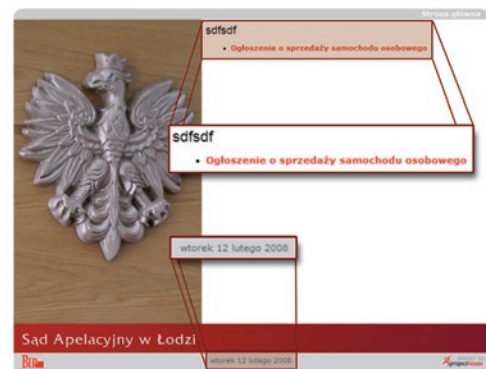 Strona główna
sdfsdf
• Ogłoszenie o sprzedaży samochodu osobowego
sdfsdf
• Ogłoszenie o sprzedaży samochodu osobowego
wtorek 12 lutego 2008
Sąd Apelacyjny w Łodzi
wtorek 12 lutego 2008